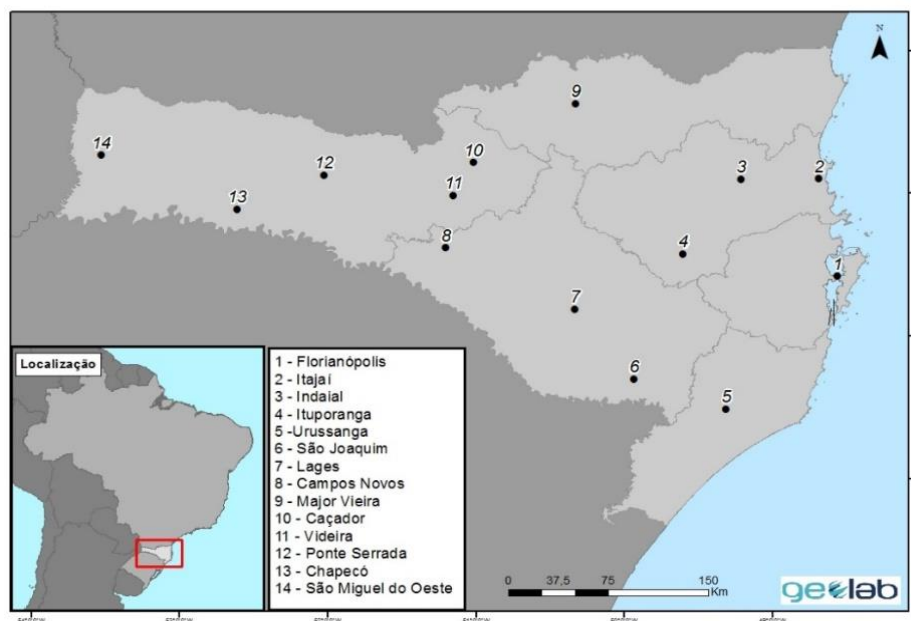 9
14
10
3
2
12
11
13
8
4
1
7
6
5
Localização
1 - Florianópolis
2 - Itajaí
3 - Indaial
4 - Ituporanga
5 -Urussanga
6 - São Joaquim
7 - Lages
8 - Campos Novos
9 - Major Vieira
10 - Caçador
11 - Videira
12 - Ponte Serrada
13 - Chapecó
14 - São Miguel do Oeste
0 37,5 75 150
Km
geolab